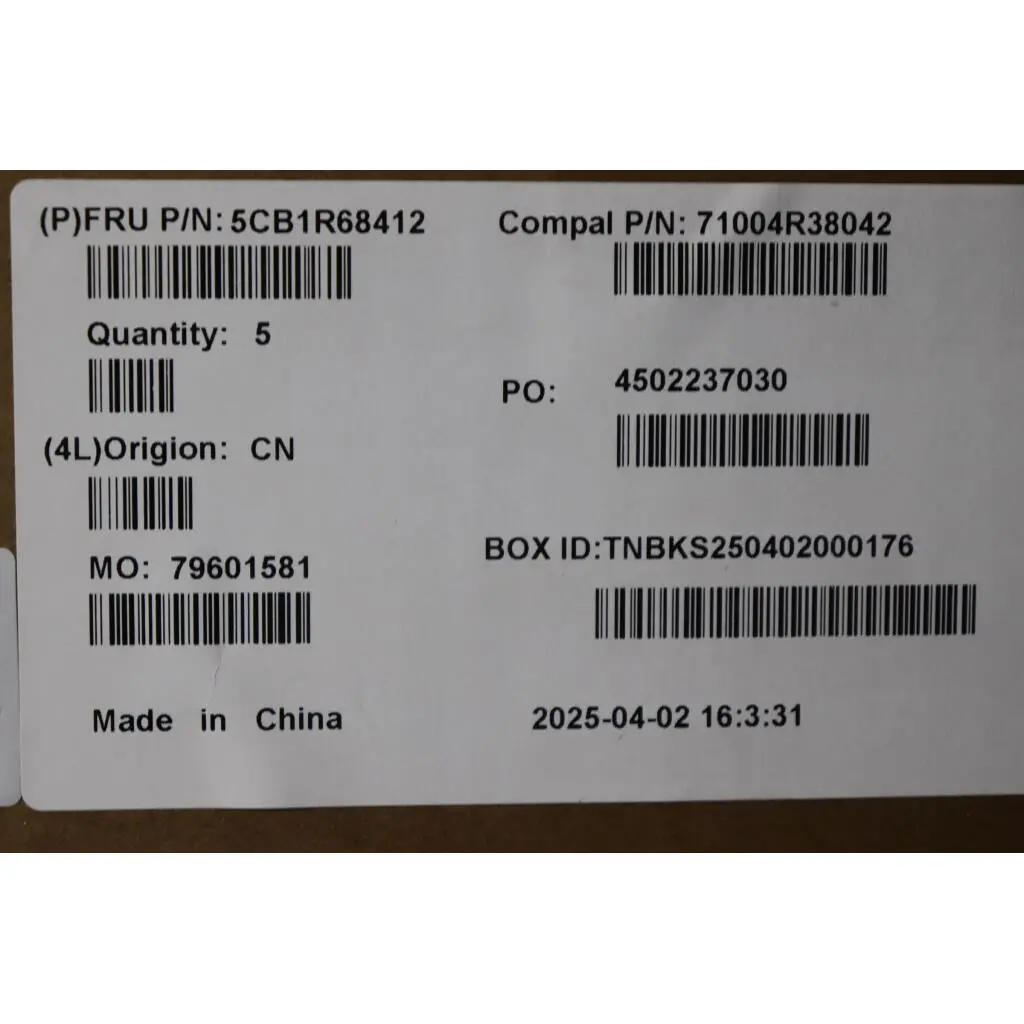 (P)FRU P/N: 5CB1R68412
Compal P/N: 71004R38042
Quantity: 5
PO: 4502237030
(4L)Origion: CN
BOX ID:TNBKS250402000176
MO: 79601581
Made in China
2025-04-02 16:3:31